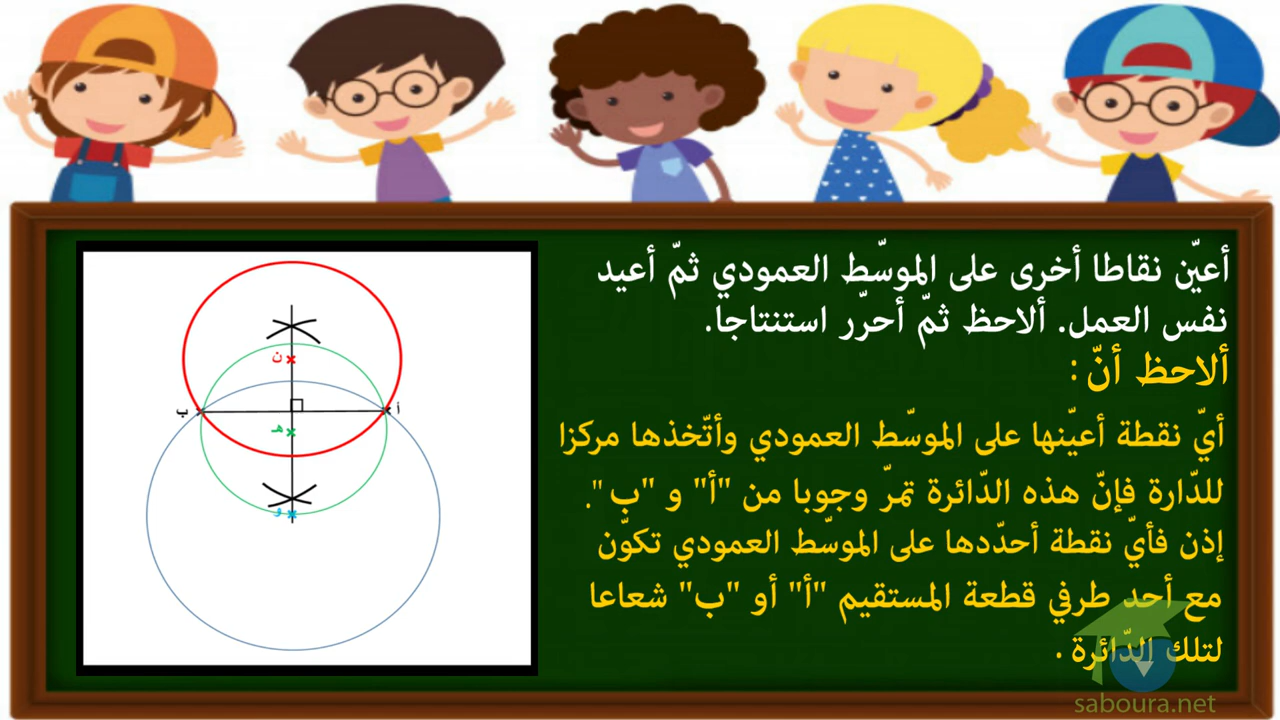 أعيّن نقاطا أخرى على الموسّط العمودي ثمّ أعيد
نفس العمل. ألاحظ ثمّ أحرّر استنتاجا.
ألاحظ أنّ :
أيّ نقطة أعيّنها على الموسّط العمودي وأتّخذها مركزا
للدّارة فإنّ هذه الدّائرة تمرّ وجوبا من "أ" و "ب".
إذن فأيّ نقطة أحدّدها على الموسّط العمودي تكوّن
مع أحد طرفي قطعة المستقيم "أ" أو "ب" شعاعا
لتلك الدّائرة .
ن
أ
ب
هـ
و
saboura.net